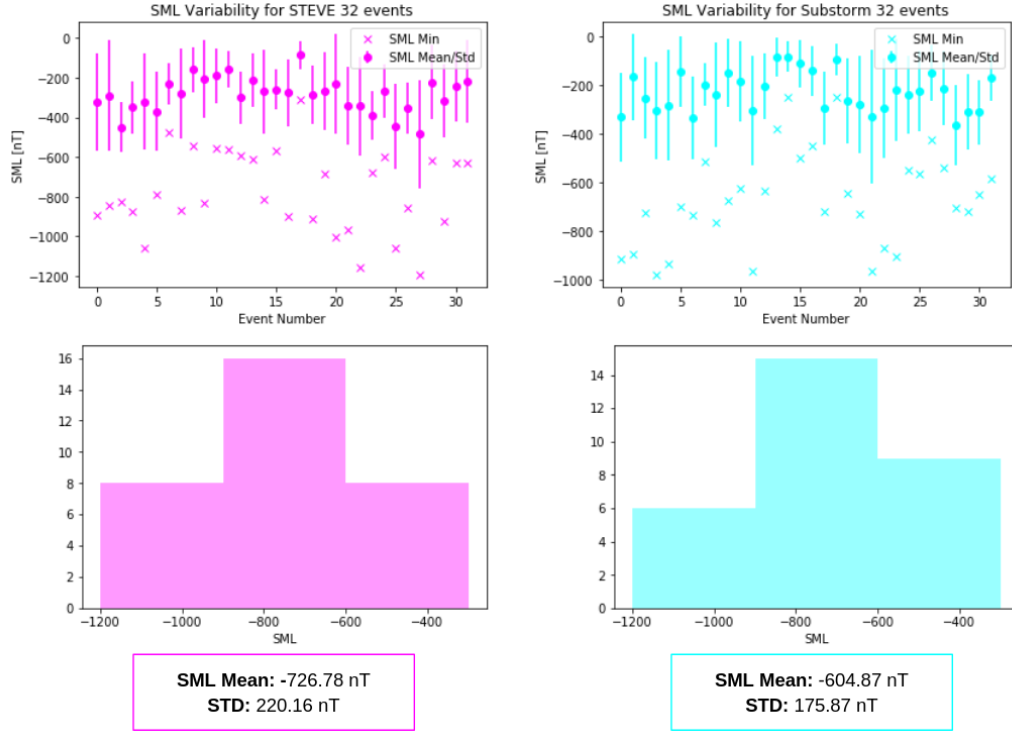 SML Variability for STEVE 32 events
SML Min
SML Mean/Std
0
−200
−400
−600
−800
−1000
−1200
SML [nT]
0 5 10 15 20 25 30
Event Number
SML Variability for Substorm 32 events
SML Min
SML Mean/Std
0
−200
−400
−600
−800
−1000
SML [nT]
0 5 10 15 20 25 30
Event Number
16
14
12
10
8
6
4
2
0
−1200 −1000 −800 −600 −400
SML
14
12
10
8
6
4
2
0
−1200 −1000 −800 −600 −400
SML
SML Mean: -726.78 nT
STD: 220.16 nT
SML Mean: -604.87 nT
STD: 175.87 nT